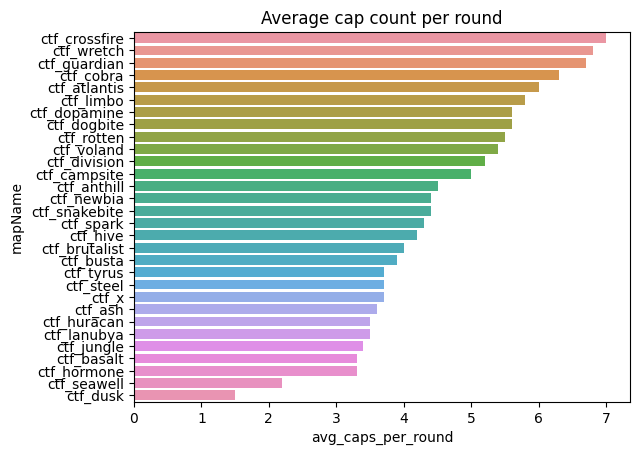 Average cap count per round
mapName
ctf_crossfire
ctf_wretch
ctf_guardian
ctf_cobra
ctf_atlantis
ctf_limbo
ctf_dopamine
ctf_dogbite
ctf_rotten
ctf_voland
ctf_division
ctf_campsite
ctf_anthill
ctf_newbia
ctf_snakebite
ctf_spark
ctf_hive
ctf_brutalist
ctf_busta
ctf_tyrus
ctf_steel
ctf_x
ctf_ash
ctf_huracan
ctf_lanubya
ctf_jungle
ctf_basalt
ctf_hormone
ctf_seawell
ctf_dusk
0 1 2 3 4 5 6 7
avg_caps_per_round